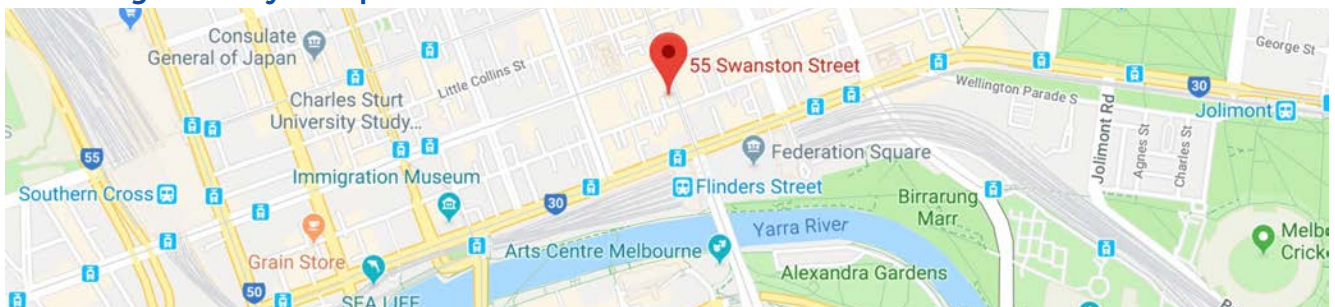 Consulate
General of Japan
George St
55 Swanston Street
Little Collins St
Wellington Parade S
30
Charles Sturt
University Study...
Jolimont
Jolimont Rd
Agnes St
Charles St
55
Federation Square
Immigration Museum
Southern Cross
Flinders Street
30
Birrarung
Marr
Yarra River
Grain Store
Arts Centre Melbourne
Alexandra Gardens
50
SEA LIFE